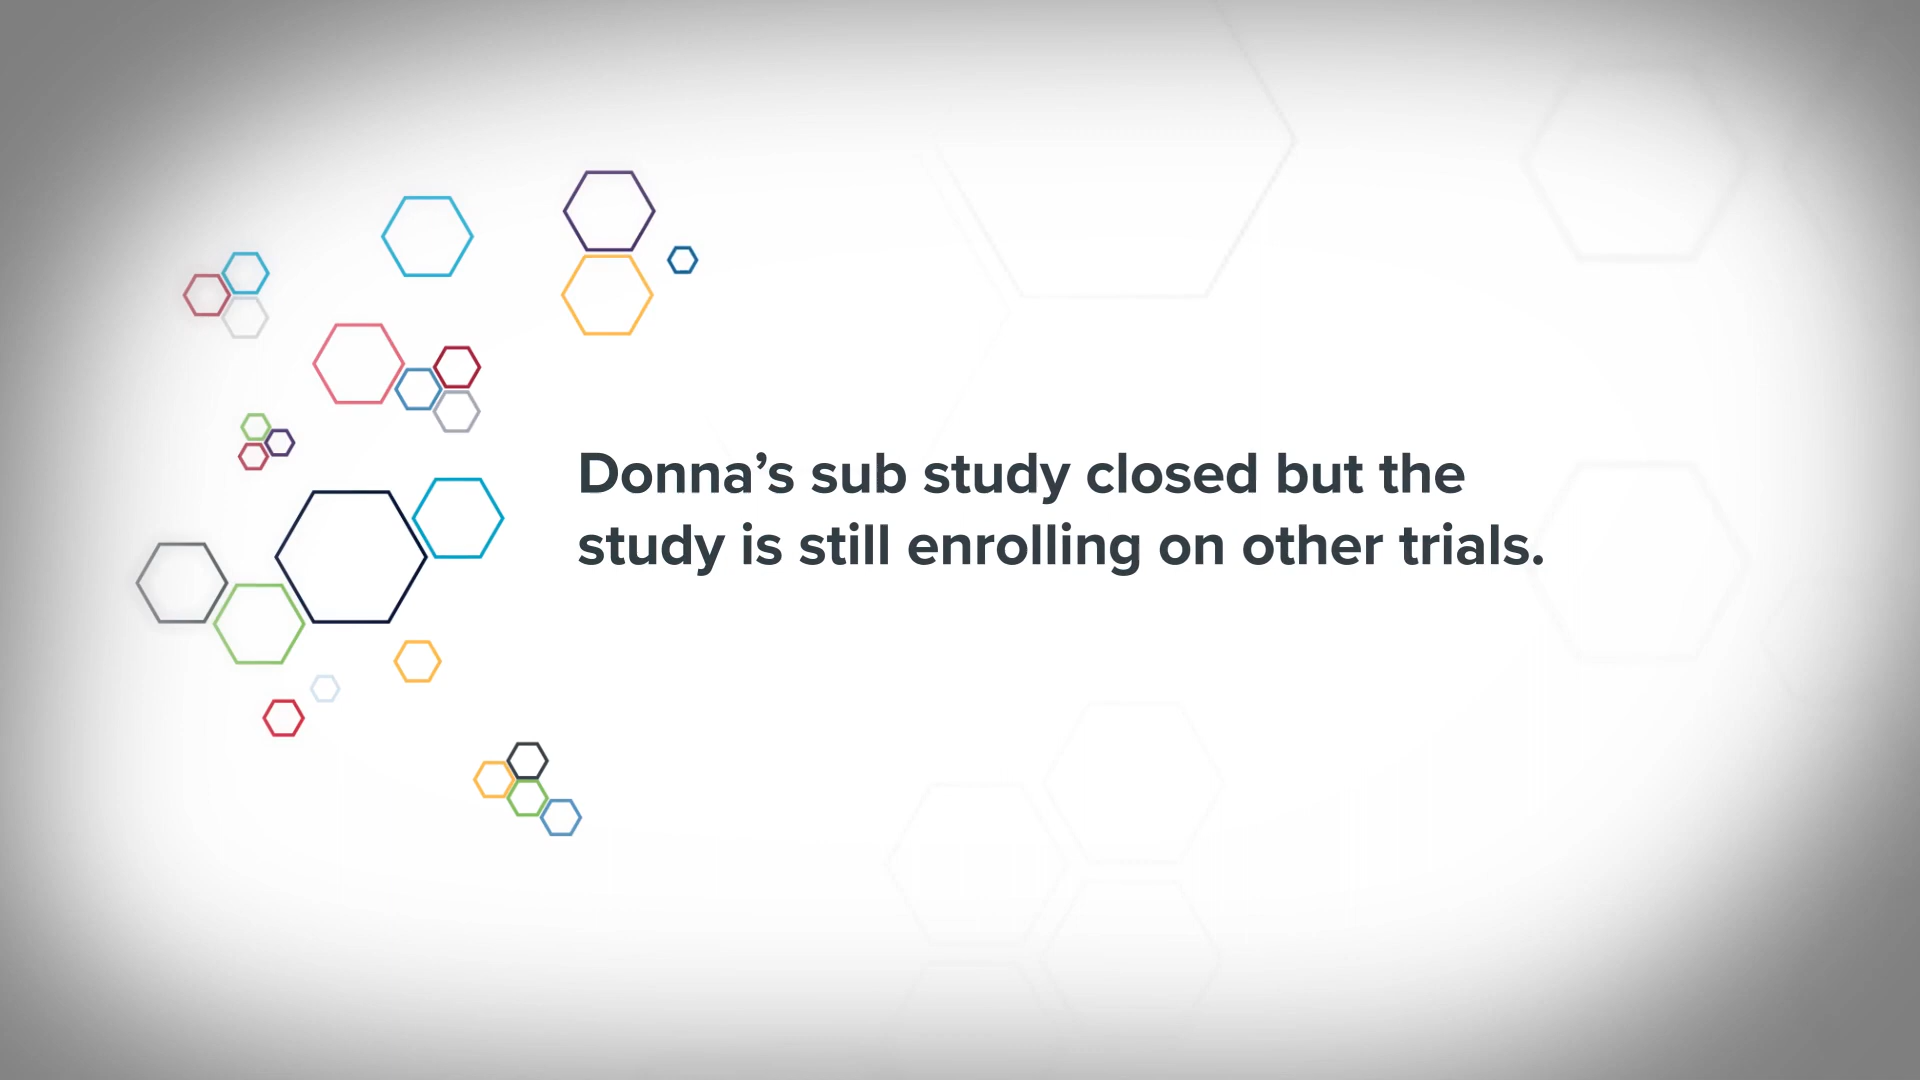 Donna’s sub study closed but the
study is still enrolling on other trials.